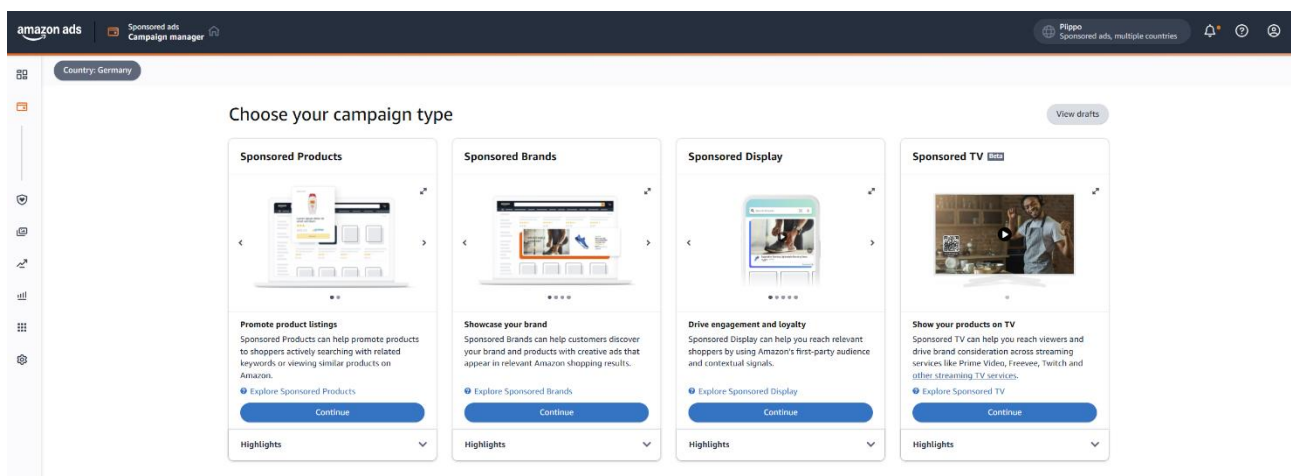 amazon ads
Sponsored ads
Campaign manager
Piippo
Sponsored ads, multiple countries
Country: Germany
Choose your campaign type
View drafts
Sponsored Products
Sponsored Brands
Sponsored Display
Sponsored TV Beta
Promote product listings
Sponsored Products can help promote products
to shoppers actively searching with related
keywords or viewing similar products on
Amazon.
Explore Sponsored Products
Continue
Highlights
Showcase your brand
Sponsored Brands can help customers discover
your brand and products with creative ads that
appear in relevant Amazon shopping results.
Explore Sponsored Brands
Continue
Highlights
Drive engagement and loyalty
Sponsored Display can help you reach relevant
shoppers by using Amazon's first-party audience
and contextual signals.
Explore Sponsored Display
Continue
Highlights
Show your products on TV
Sponsored TV can help you reach viewers and
drive brand consideration across streaming
services like Prime Video, Freevee, Twitch and
other streaming TV services.
Explore Sponsored TV
Continue
Highlights